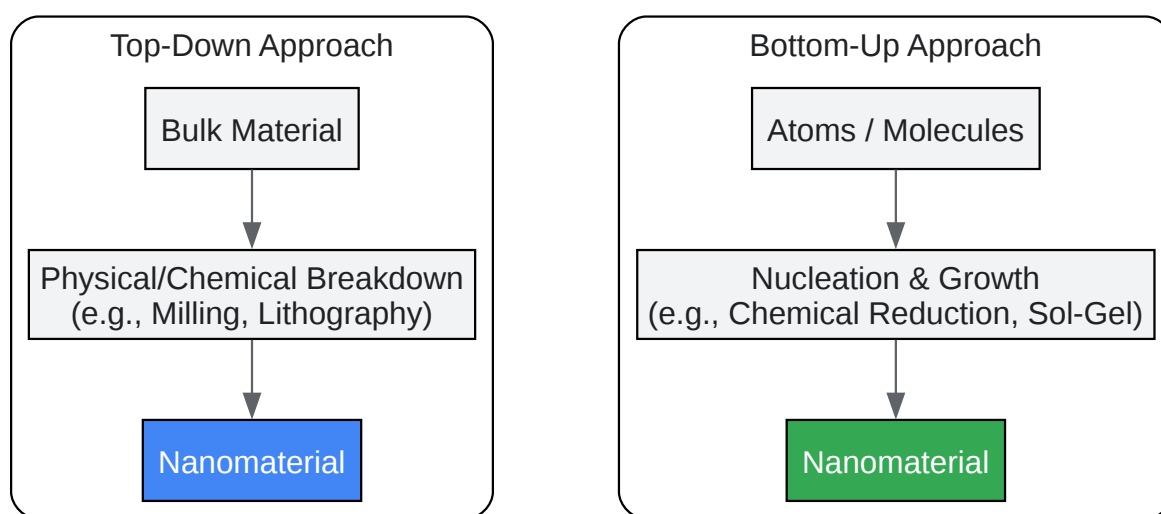 Top-Down Approach
Bulk Material
Physical/Chemical Breakdown
(e.g., Milling, Lithography)
Nanomaterial
Bottom-Up Approach
Atoms / Molecules
Nucleation & Growth
(e.g., Chemical Reduction, Sol-Gel)
Nanomaterial